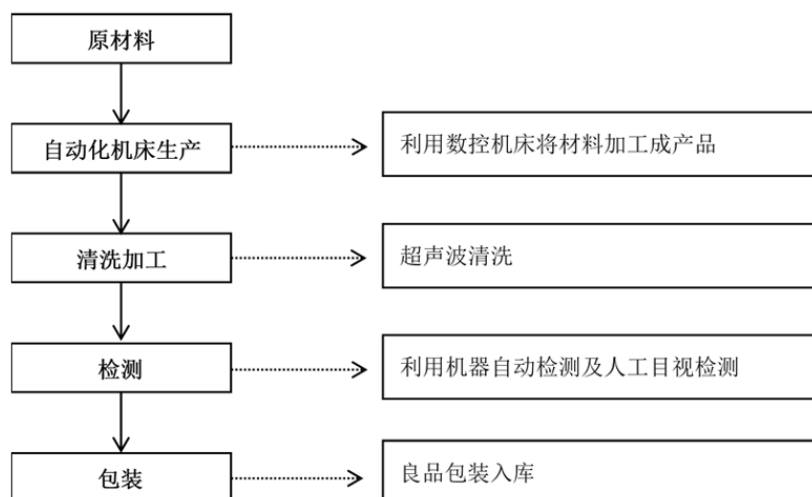 原材料
自动化机床生产
利用数控机床将材料加工成产品
清洗加工
超声波清洗
检测
利用机器自动检测及人工目视检测
包装
良品包装入库